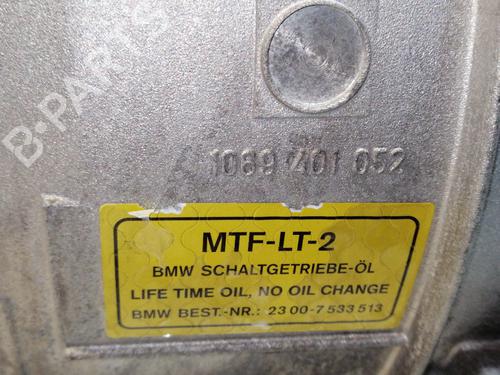 B-PARTS
1069 401 052
MTF-LT-2
BMW SCHALTGETRIEBE-ÖL
LIFE TIME OIL, NO OIL CHANGE
BMW BEST.-NR.: 23 00-7 533 513